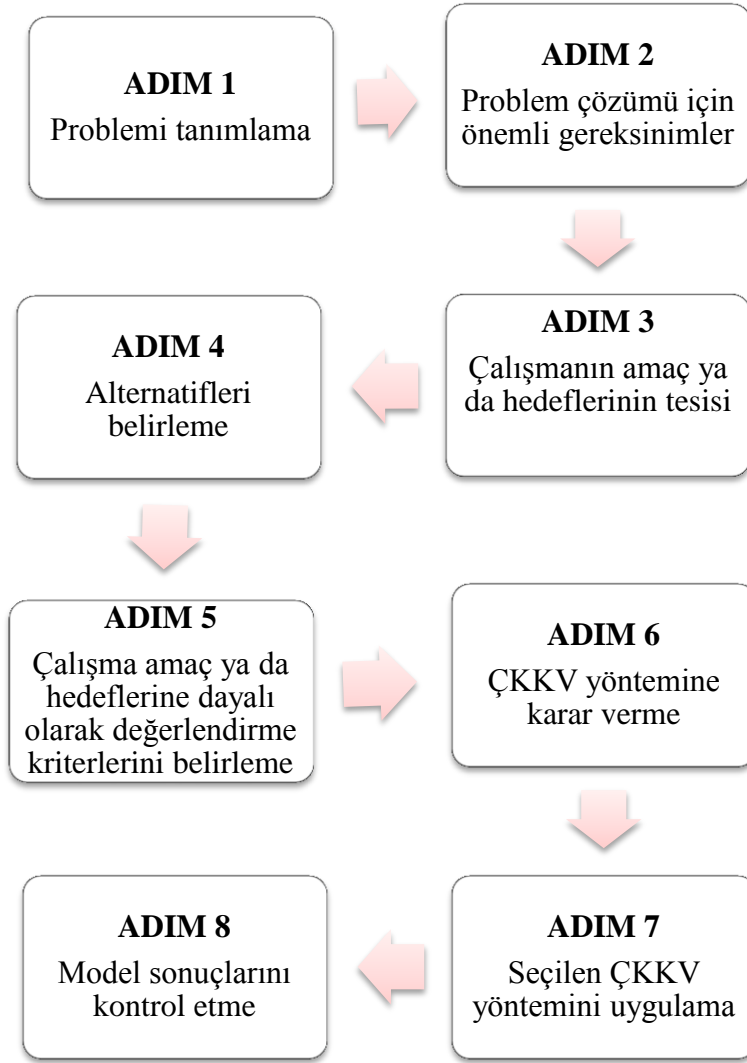 ADIM 1
Problemi tanımlama
ADIM 2
Problem çözümü için
önemli gereksinimler
ADIM 3
Çalışmanın amaç ya
da hedeflerinin tesisi
ADIM 4
Alternatifleri
belirleme
ADIM 5
Çalışma amaç ya da
hedeflerine dayalı
olarak değerlendirme
kriterlerini belirleme
ADIM 6
ÇKKV yöntemine
karar verme
ADIM 7
Seçilen ÇKKV
yöntemini uygulama
ADIM 8
Model sonuçlarını
kontrol etme